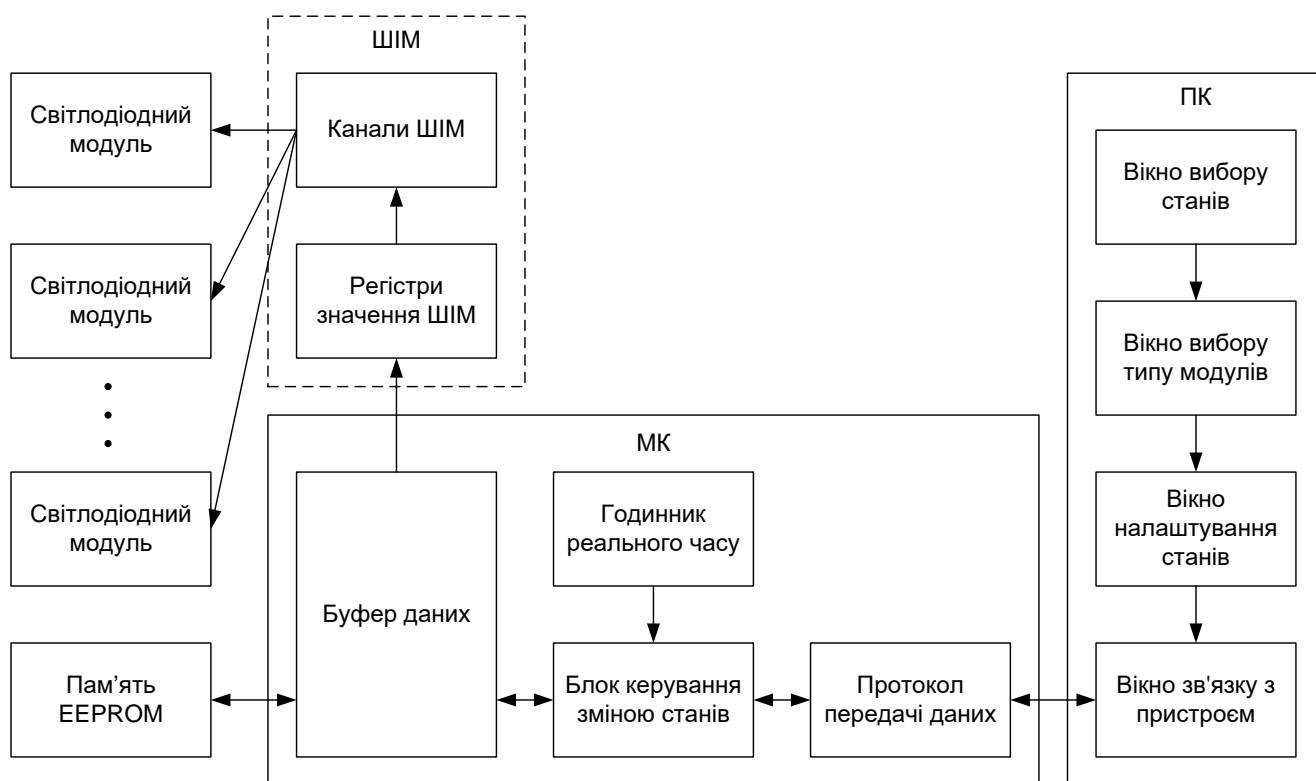 ШІМ
Світлодіодний
модуль
Канали ШІМ
ПК
Вікно вибору
станів
Світлодіодний
модуль
Регістри
значення ШІМ
Вікно вибору
типу модулів
МК
Світлодіодний
модуль
Годинник
реального часу
Вікно
налаштування
станів
Буфер даних
Пам’ять
EEPROM
Блок керування
зміною станів
Протокол
передачі даних
Вікно зв'язку з
пристроєм